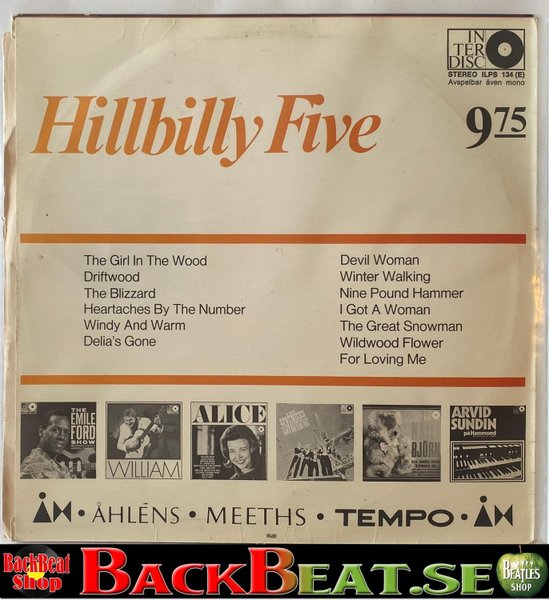 IN
TER
DISC
STEREO ILPS 134 (E)
Avspelbar även mono
Hillbilly Five
9 75
The Girl In The Wood
Driftwood
The Blizzard
Heartaches By The Number
Windy And Warm
Delia's Gone
Devil Woman
Winter Walking
Nine Pound Hammer
I Got A Woman
The Great Snowman
Wildwood Flower
For Loving Me
THE
EMILE
FORD
SHOW
WILLIAM
ALICE
BJÖRN
ARVID
SUNDIN
på Hammond
ÅH • ÅHLÉNS • MEETHS • TEMPO • ÅH
BackBeat
Shop
BACKBEAT.SE
BEATLES
SHOP